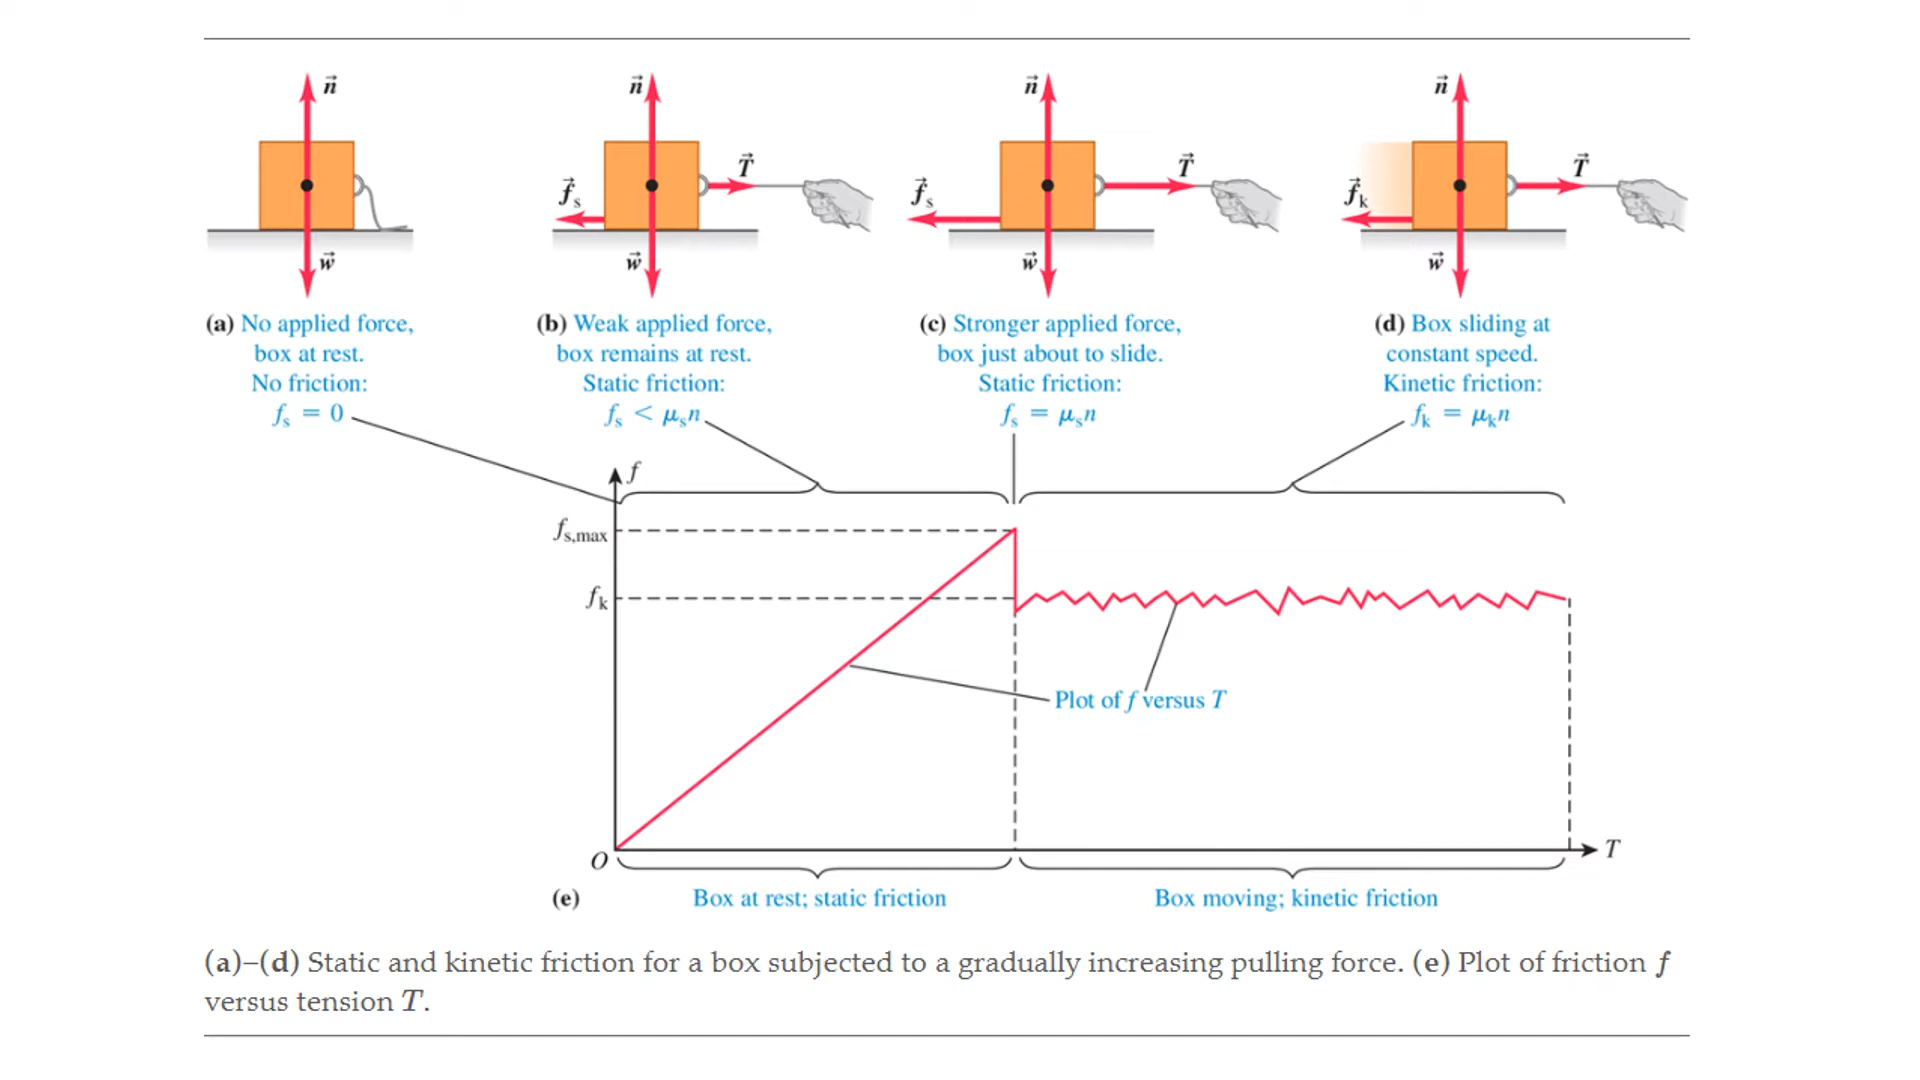 n⃗
w⃗
(a) No applied force,
box at rest.
No friction:
fₛ = 0
n⃗
T⃗
f⃗ₛ
w⃗
(b) Weak applied force,
box remains at rest.
Static friction:
fₛ < μₛn
n⃗
T⃗
f⃗ₛ
w⃗
(c) Stronger applied force,
box just about to slide.
Static friction:
fₛ = μₛn
n⃗
T⃗
f⃗ₖ
w⃗
(d) Box sliding at
constant speed.
Kinetic friction:
fₖ = μₖn
f
fs,max
fₖ
Plot of f versus T
O
T
(e)
Box at rest; static friction
Box moving; kinetic friction
(a)–(d) Static and kinetic friction for a box subjected to a gradually increasing pulling force. (e) Plot of friction f
versus tension T.